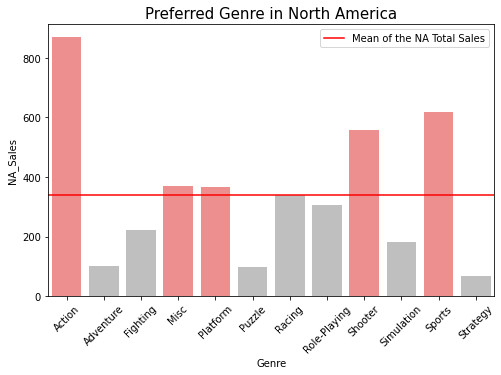 Preferred Genre in North America
Mean of the NA Total Sales
NA_Sales
800
600
400
200
0
Action
Adventure
Fighting
Misc
Platform
Puzzle
Racing
Role-Playing
Shooter
Simulation
Sports
Strategy
Genre